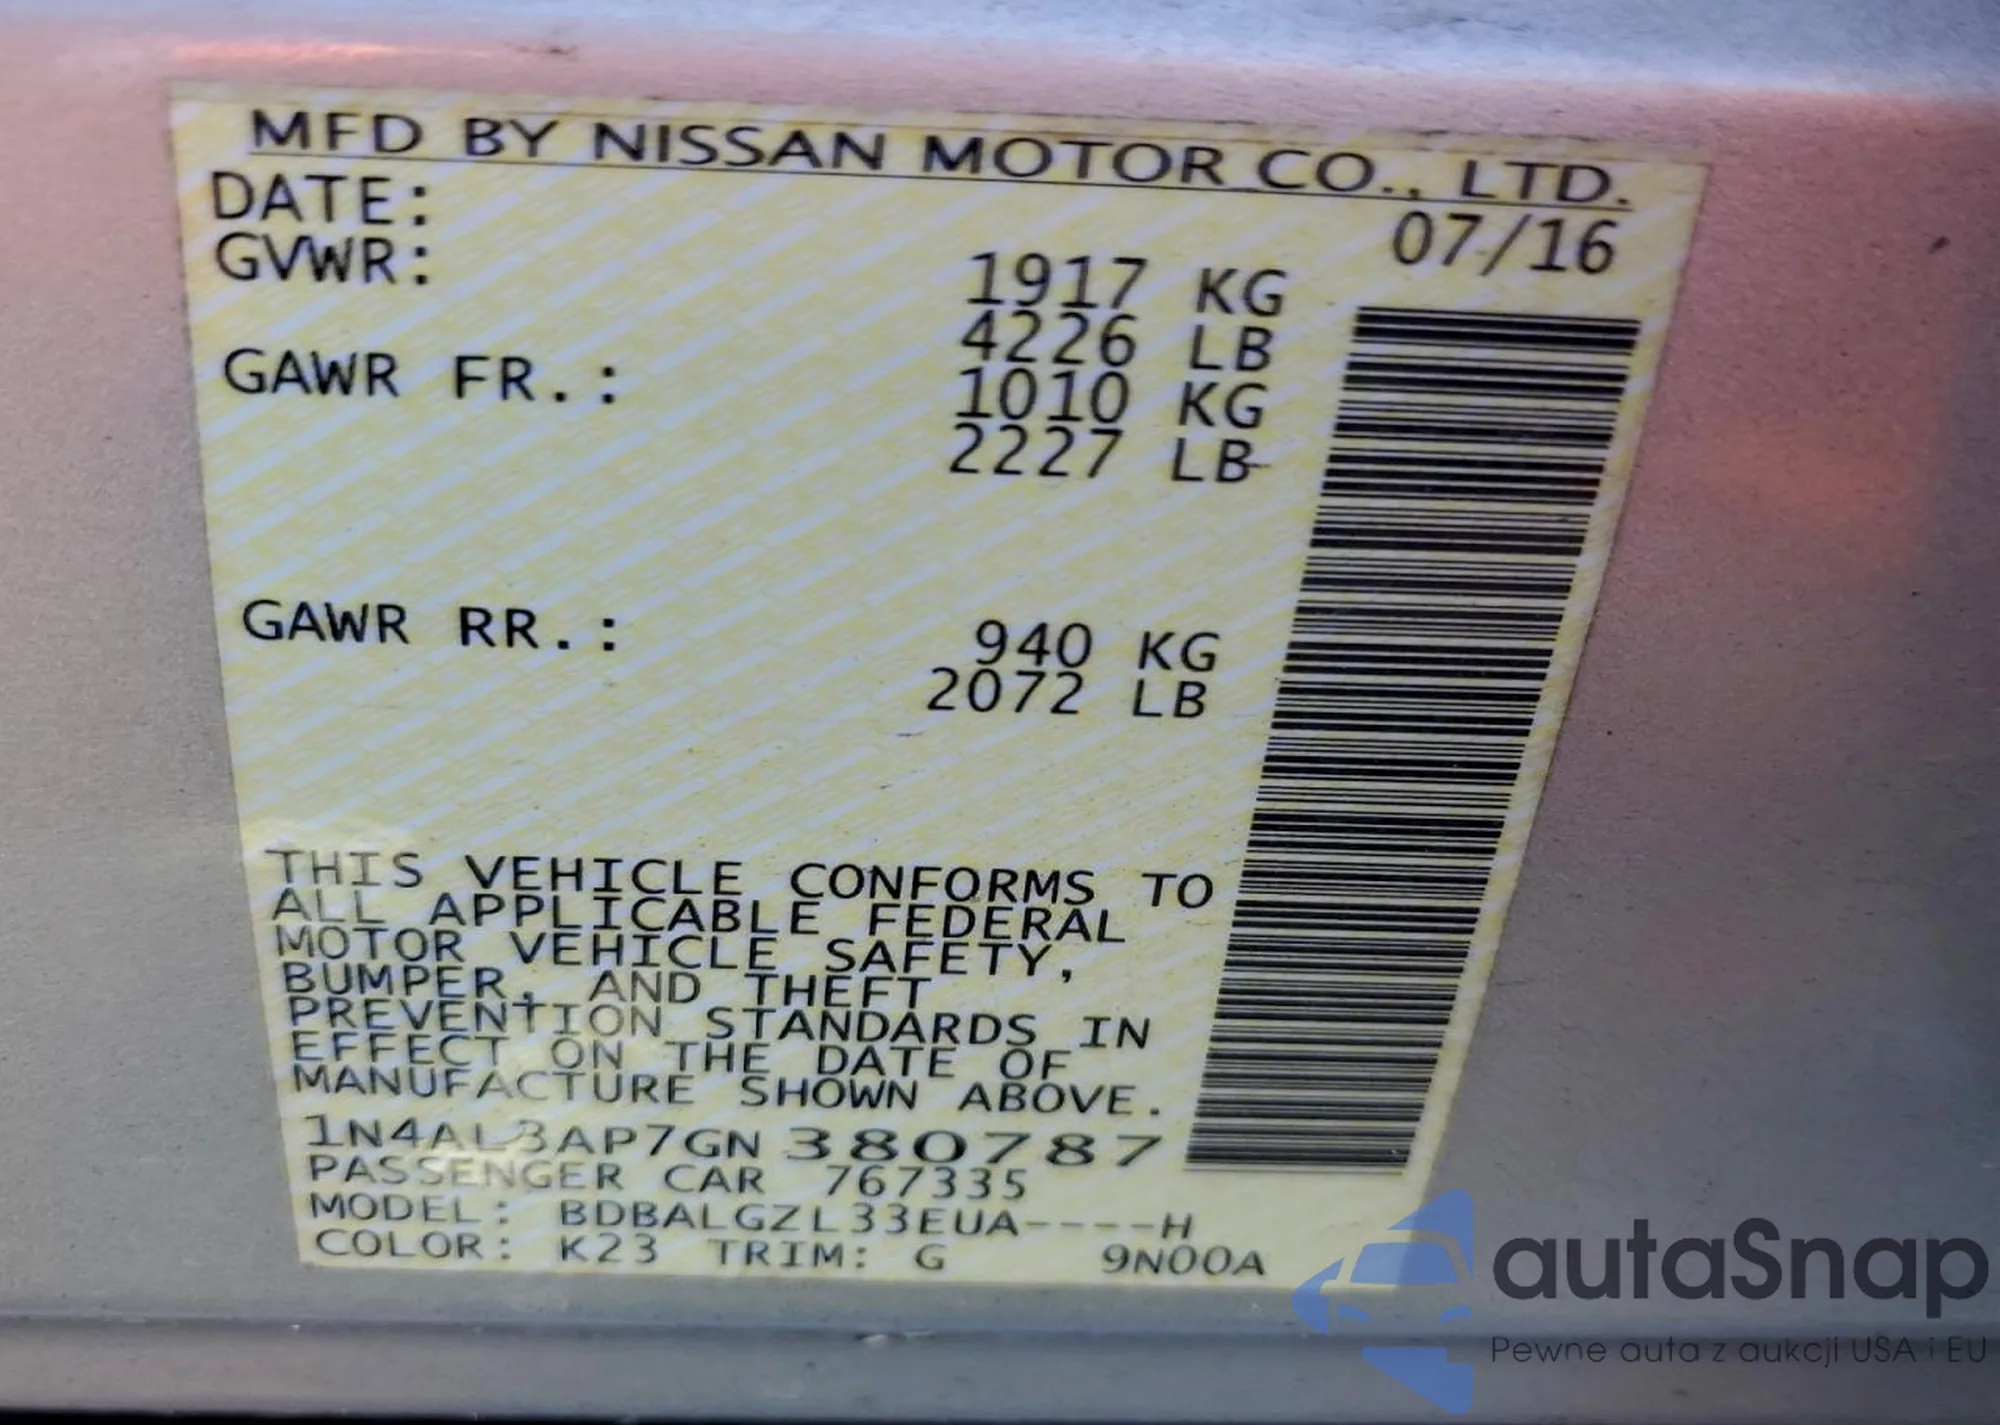 MFD BY NISSAN MOTOR CO., LTD.
DATE: 07/16
GVWR: 1917 KG
4226 LB
GAWR FR.: 1010 KG
2227 LB
GAWR RR.: 940 KG
2072 LB
THIS VEHICLE CONFORMS TO
ALL APPLICABLE FEDERAL
MOTOR VEHICLE SAFETY,
BUMPER, AND THEFT
PREVENTION STANDARDS IN
EFFECT ON THE DATE OF
MANUFACTURE SHOWN ABOVE.
1N4AL3AP7GN 380787
PASSENGER CAR 767335
MODEL: BDBALGZL33EUA----H
COLOR: K23 TRIM: G 9N00A
autoSnap
Pewne auta z aukcji USA i EU